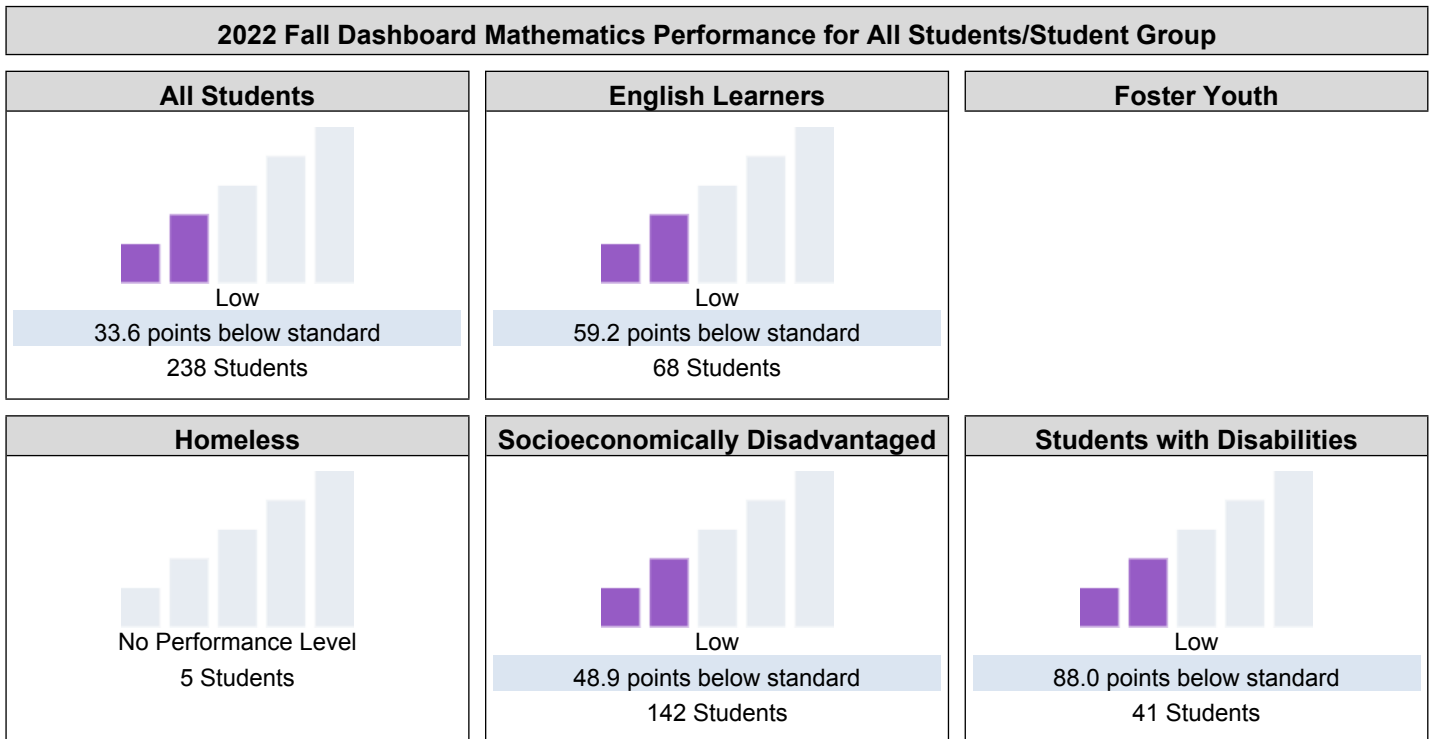 2022 Fall Dashboard Mathematics Performance for All Students/Student Group
All Students
Low
33.6 points below standard
238 Students
English Learners
Low
59.2 points below standard
68 Students
Foster Youth
Homeless
No Performance Level
5 Students
Socioeconomically Disadvantaged
Low
48.9 points below standard
142 Students
Students with Disabilities
Low
88.0 points below standard
41 Students